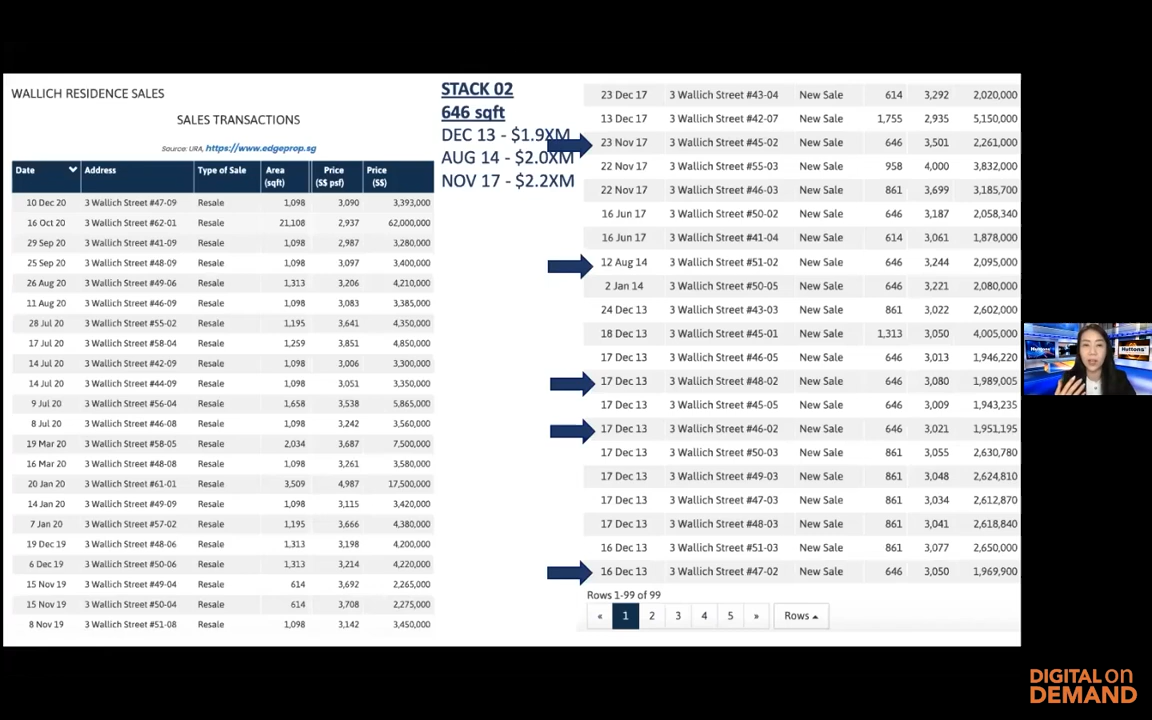 WALLICH RESIDENCE SALES
SALES TRANSACTIONS
Source: URA, https://www.edgeprop.sg
Date Address Type of Sale Area (sqft) Price (S$ psf) Price (S$)
10 Dec 20 3 Wallich Street #47-09 Resale 1,098 3,090 3,393,000
16 Oct 20 3 Wallich Street #62-01 Resale 21,108 2,937 62,000,000
29 Sep 20 3 Wallich Street #41-09 Resale 1,098 2,987 3,280,000
25 Sep 20 3 Wallich Street #48-09 Resale 1,098 3,097 3,400,000
26 Aug 20 3 Wallich Street #49-06 Resale 1,313 3,206 4,210,000
11 Aug 20 3 Wallich Street #46-09 Resale 1,098 3,083 3,385,000
28 Jul 20 3 Wallich Street #55-02 Resale 1,195 3,641 4,350,000
17 Jul 20 3 Wallich Street #58-04 Resale 1,259 3,851 4,850,000
14 Jul 20 3 Wallich Street #42-09 Resale 1,098 3,006 3,300,000
14 Jul 20 3 Wallich Street #44-09 Resale 1,098 3,051 3,350,000
9 Jul 20 3 Wallich Street #56-04 Resale 1,658 3,538 5,865,000
8 Jul 20 3 Wallich Street #46-08 Resale 1,098 3,242 3,560,000
19 Mar 20 3 Wallich Street #58-05 Resale 2,034 3,687 7,500,000
16 Mar 20 3 Wallich Street #48-08 Resale 1,098 3,261 3,580,000
20 Jan 20 3 Wallich Street #61-01 Resale 3,509 4,987 17,500,000
14 Jan 20 3 Wallich Street #49-09 Resale 1,098 3,115 3,420,000
7 Jan 20 3 Wallich Street #57-02 Resale 1,195 3,666 4,380,000
19 Dec 19 3 Wallich Street #48-06 Resale 1,313 3,198 4,200,000
6 Dec 19 3 Wallich Street #50-06 Resale 1,313 3,214 4,220,000
15 Nov 19 3 Wallich Street #49-04 Resale 614 3,692 2,265,000
15 Nov 19 3 Wallich Street #50-04 Resale 614 3,708 2,275,000
8 Nov 19 3 Wallich Street #51-08 Resale 1,098 3,142 3,450,000
STACK 02
646 sqft
DEC 13 - $1.9XM
AUG 14 - $2.0XM
NOV 17 - $2.2XM
23 Dec 17 3 Wallich Street #43-04 New Sale 614 3,292 2,020,000
13 Dec 17 3 Wallich Street #42-07 New Sale 1,755 2,935 5,150,000
23 Nov 17 3 Wallich Street #45-02 New Sale 646 3,501 2,261,000
22 Nov 17 3 Wallich Street #55-03 New Sale 958 4,000 3,832,000
22 Nov 17 3 Wallich Street #46-03 New Sale 861 3,699 3,185,700
16 Jun 17 3 Wallich Street #50-02 New Sale 646 3,187 2,058,340
16 Jun 17 3 Wallich Street #41-04 New Sale 614 3,061 1,878,000
12 Aug 14 3 Wallich Street #51-02 New Sale 646 3,244 2,095,000
2 Jan 14 3 Wallich Street #50-05 New Sale 646 3,221 2,080,000
24 Dec 13 3 Wallich Street #43-03 New Sale 861 3,022 2,602,000
18 Dec 13 3 Wallich Street #45-01 New Sale 1,313 3,050 4,005,000
17 Dec 13 3 Wallich Street #46-05 New Sale 646 3,013 1,946,220
17 Dec 13 3 Wallich Street #48-02 New Sale 646 3,080 1,989,005
17 Dec 13 3 Wallich Street #45-05 New Sale 646 3,009 1,943,235
17 Dec 13 3 Wallich Street #46-02 New Sale 646 3,021 1,951,195
17 Dec 13 3 Wallich Street #50-03 New Sale 861 3,055 2,630,780
17 Dec 13 3 Wallich Street #49-03 New Sale 861 3,048 2,624,810
17 Dec 13 3 Wallich Street #47-03 New Sale 861 3,034 2,612,870
17 Dec 13 3 Wallich Street #48-03 New Sale 861 3,041 2,618,840
16 Dec 13 3 Wallich Street #51-03 New Sale 861 3,077 2,650,000
16 Dec 13 3 Wallich Street #47-02 New Sale 646 3,050 1,969,900
Rows 1-99 of 99
« 1 2 3 4 5 » Rows
Huttons
Huttons
DIGITAL on
DEMAND